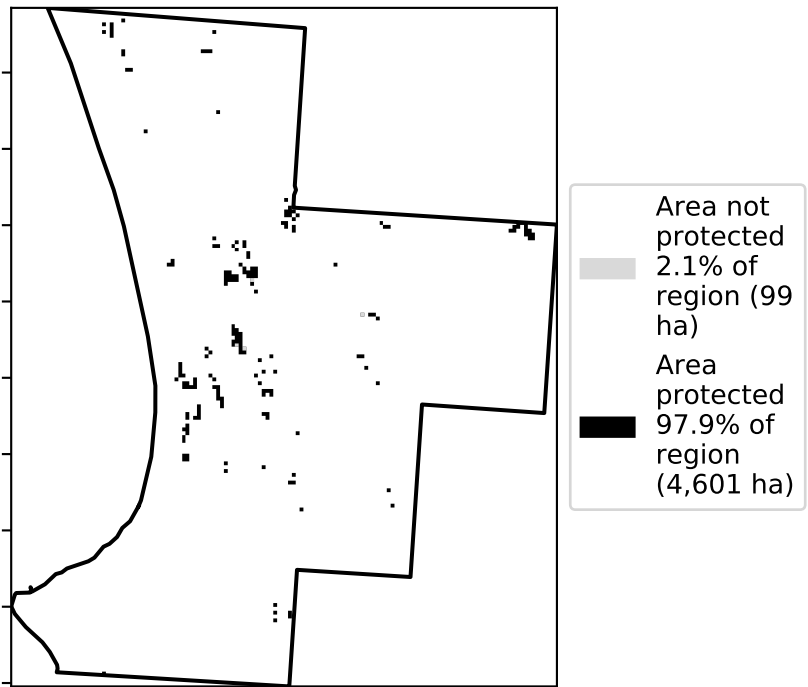 Area not
protected
2.1% of
region (99
ha)
Area
protected
97.9% of
region
(4,601 ha)